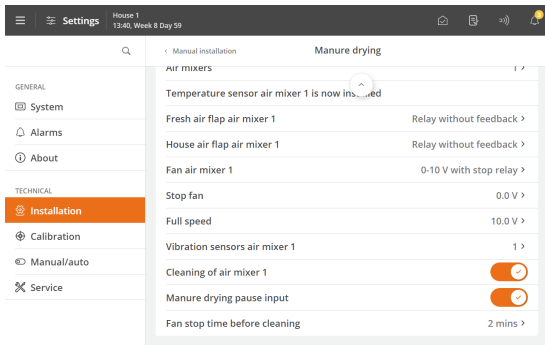 Settings
House 1
13:40, Week 8 Day 59
Manual installation
Manure drying
GENERAL
System
Alarms
About
TECHNICAL
Installation
Calibration
Manual/auto
Service
Air mixers
Temperature sensor air mixer 1 is now installed
Fresh air flap air mixer 1 Relay without feedback
House air flap air mixer 1 Relay without feedback
Fan air mixer 1 0-10 V with stop relay
Stop fan 0.0 V
Full speed 10.0 V
Vibration sensors air mixer 1 1
Cleaning of air mixer 1
Manure drying pause input
Fan stop time before cleaning 2 mins